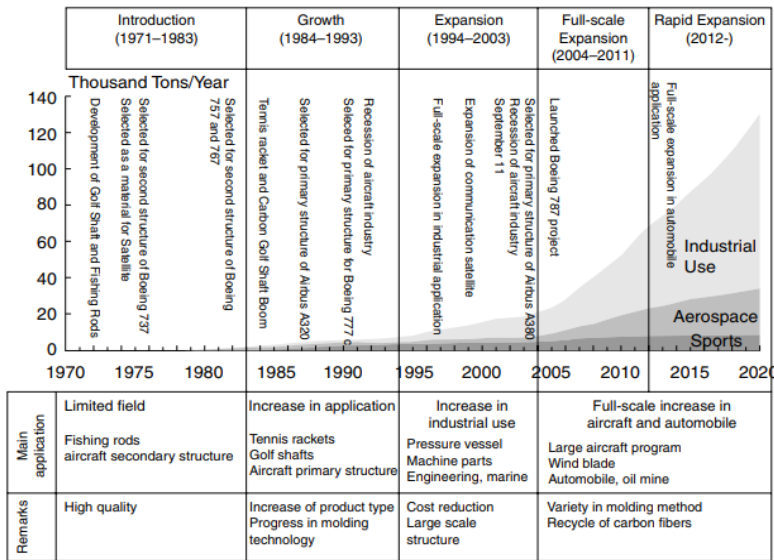 Introduction
(1971–1983)
Growth
(1984–1993)
Expansion
(1994–2003)
Full-scale
Expansion
(2004–2011)
Rapid Expansion
(2012-)
Thousand Tons/Year
140
120
100
80
60
40
20
0
Development of Golf Shaft and Fishing Rods
Selected as a material for Satellite
Selected for second structure of Boeing 737
Selected for second structure of Boeing
757 and 767
Tennis racket and Carbon Golf Shaft Boom
Selected for primary structure of Airbus A320
Seleced for primary structure for Boeing 777 c
Recession of aircraft industry
Full-scale expansion in industrial application
Expansion of communication satellite
September 11
Recession of aircraft industry
Selected for primary structure of Airbus A380
Launched Boeing 787 project
Full-scale expansion in automobile
application
Industrial
Use
Aerospace
Sports
1970 1975 1980 1985 1990 1995 2000 2005 2010 2015 2020
Main
application
Limited field
Fishing rods
aircraft secondary structure
Increase in application
Tennis rackets
Golf shafts
Aircraft primary structure
Increase in
industrial use
Pressure vessel
Machine parts
Engineering, marine
Full-scale increase in
aircraft and automobile
Large aircraft program
Wind blade
Automobile, oil mine
Remarks
High quality
Increase of product type
Progress in molding
technology
Cost reduction
Large scale
structure
Variety in molding method
Recycle of carbon fibers